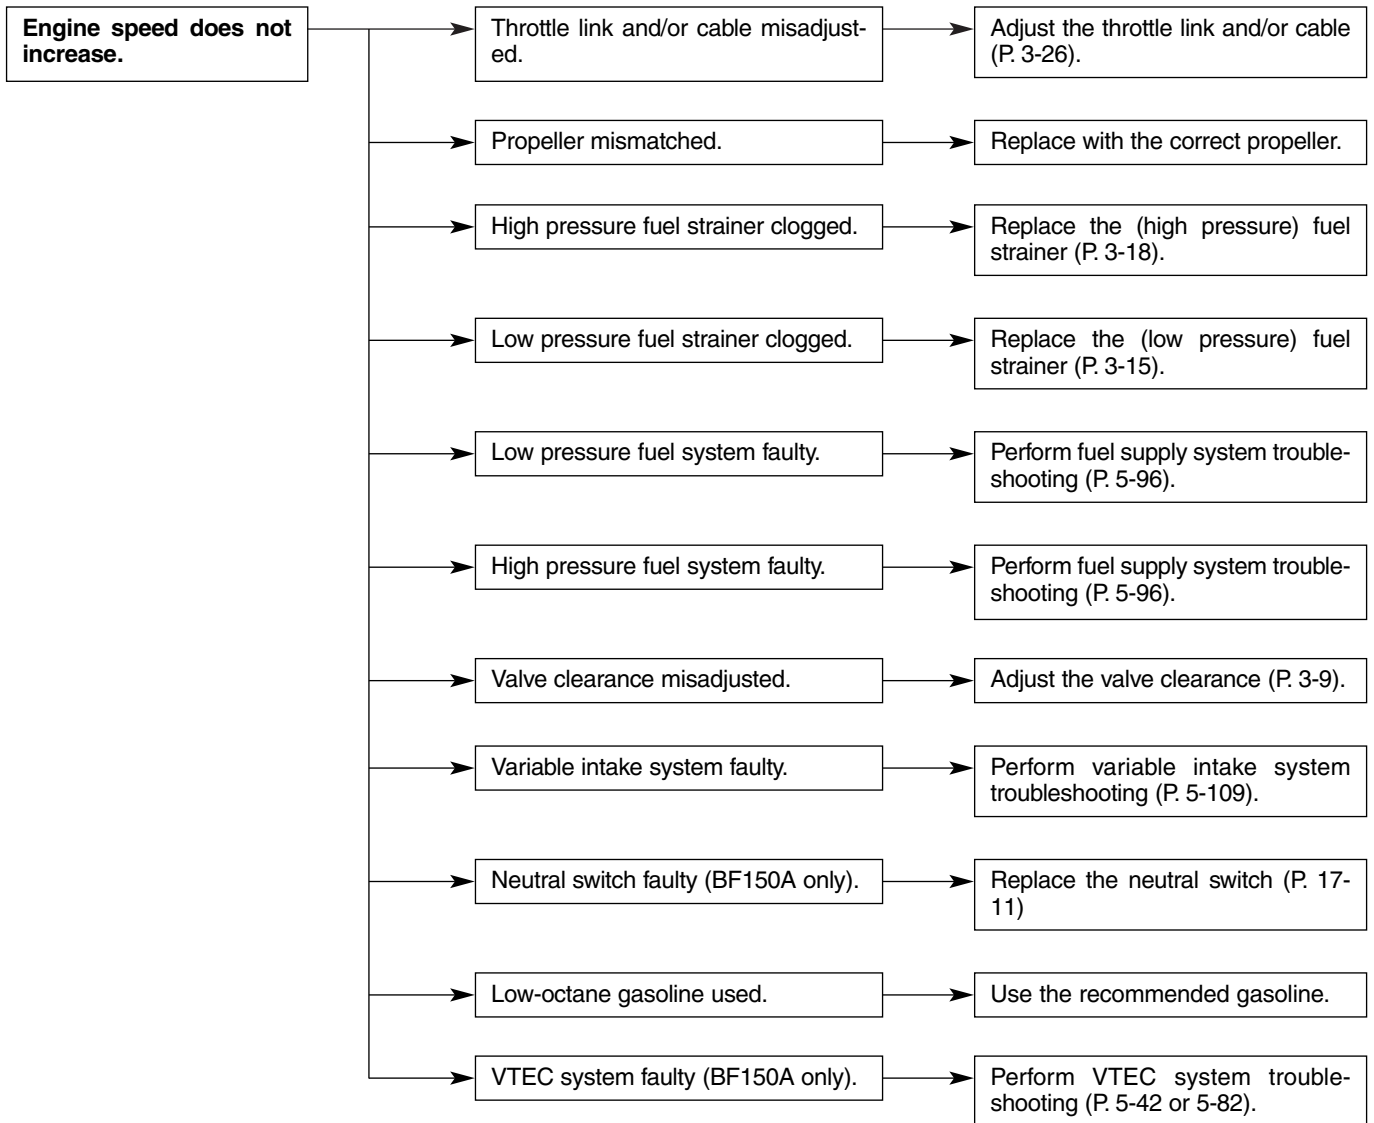 Engine speed does not
increase.
Throttle link and/or cable misadjust-
ed.
Adjust the throttle link and/or cable
(P. 3-26).
Propeller mismatched.
Replace with the correct propeller.
High pressure fuel strainer clogged.
Replace the (high pressure) fuel
strainer (P. 3-18).
Low pressure fuel strainer clogged.
Replace the (low pressure) fuel
strainer (P. 3-15).
Low pressure fuel system faulty.
Perform fuel supply system trouble-
shooting (P. 5-96).
High pressure fuel system faulty.
Perform fuel supply system trouble-
shooting (P. 5-96).
Valve clearance misadjusted.
Adjust the valve clearance (P. 3-9).
Variable intake system faulty.
Perform variable intake system
troubleshooting (P. 5-109).
Neutral switch faulty (BF150A only).
Replace the neutral switch (P. 17-
11)
Low-octane gasoline used.
Use the recommended gasoline.
VTEC system faulty (BF150A only).
Perform VTEC system trouble-
shooting (P. 5-42 or 5-82).